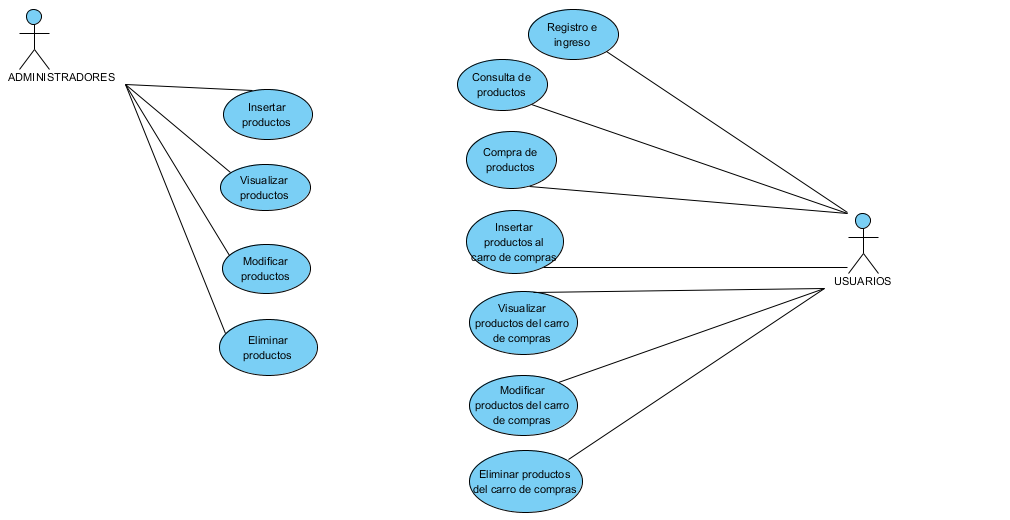 ADMINISTRADORES
Insertar
productos
Visualizar
productos
Modificar
productos
Eliminar
productos
Registro e
ingreso
Consulta de
productos
Compra de
productos
Insertar
productos al
carro de compras
Visualizar
productos del carro
de compras
Modificar
productos del carro
de compras
Eliminar productos
del carro de compras
USUARIOS